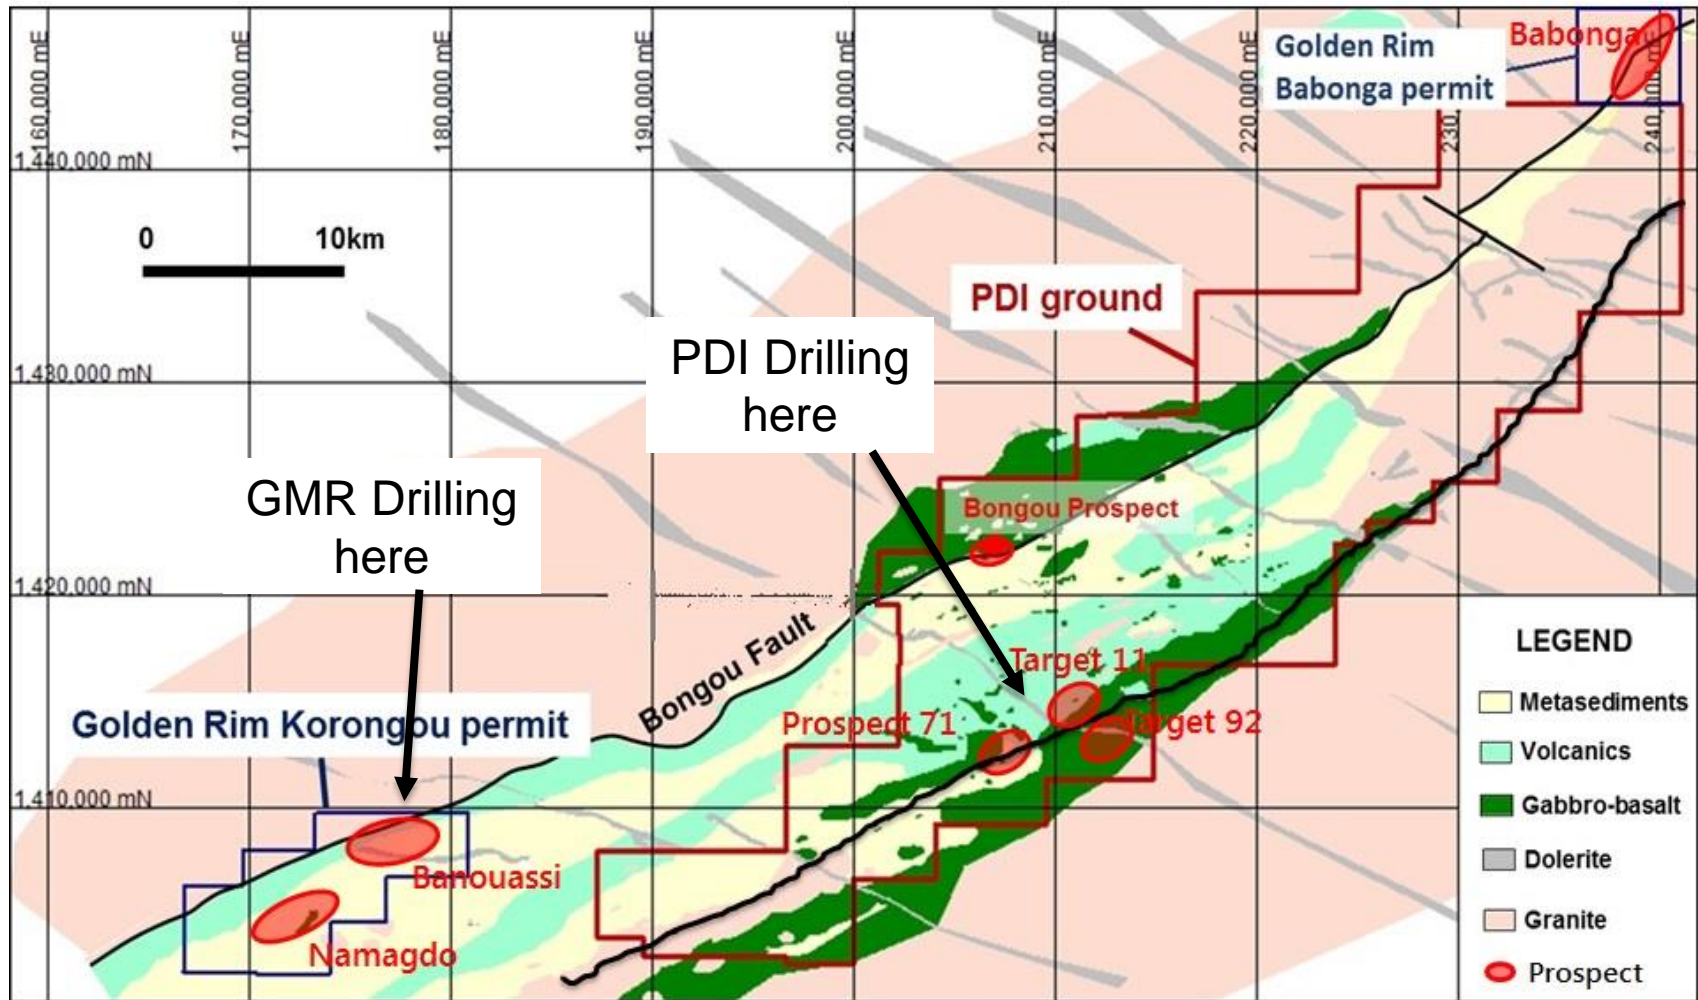 160,000 mE
170,000 mE
180,000 mE
190,000 mE
200,000 mE
210,000 mE
220,000 mE
230,
240,000 mE
Golden Rim
Babonga permit
Babonga
1,440,000 mN
0 10km
PDI ground
PDI Drilling
here
1,430,000 mN
GMR Drilling
here
Bongou Prospect
1,420,000 mN
Bongou Fault
Target 11
Golden Rim Korongou permit
Prospect 71
Target 92
1,410,000 mN
Banouassi
Namagdo
LEGEND
Metasediments
Volcanics
Gabbro-basalt
Dolerite
Granite
Prospect